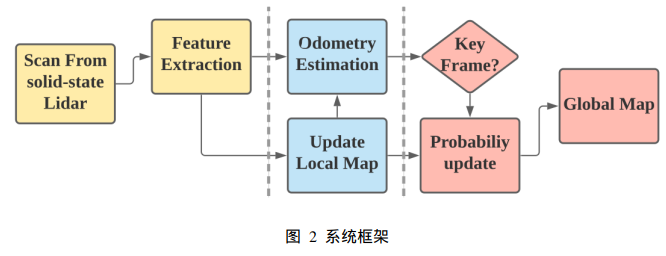 Scan From
solid-state
Lidar
Feature
Extraction
Odometry
Estimation
Update
Local Map
Key
Frame?
Probabiliy
update
Global Map
图 2 系统框架